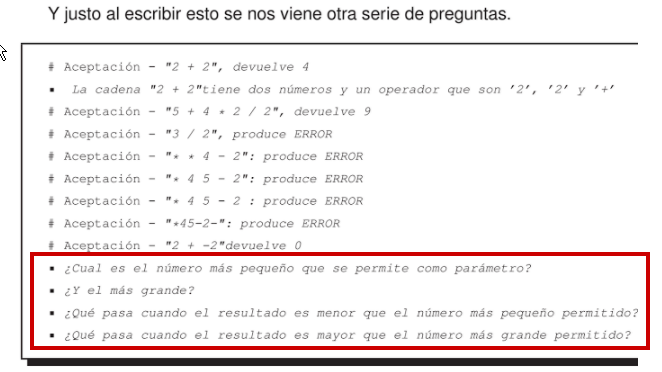 Y justo al escribir esto se nos viene otra serie de preguntas.
# Aceptación - "2 + 2", devuelve 4
▪ La cadena "2 + 2"tiene dos números y un operador que son '2', '2' y '+'
# Aceptación - "5 + 4 * 2 / 2", devuelve 9
# Aceptación - "3 / 2", produce ERROR
# Aceptación - "* * 4 - 2": produce ERROR
# Aceptación - "* 4 5 - 2": produce ERROR
# Aceptación - "* 4 5 - 2 : produce ERROR
# Aceptación - "*45-2-": produce ERROR
# Aceptación - "2 + -2"devuelve 0
▪ ¿Cual es el número más pequeño que se permite como parámetro?
▪ ¿Y el más grande?
▪ ¿Qué pasa cuando el resultado es menor que el número más pequeño permitido?
▪ ¿Qué pasa cuando el resultado es mayor que el número más grande permitido?